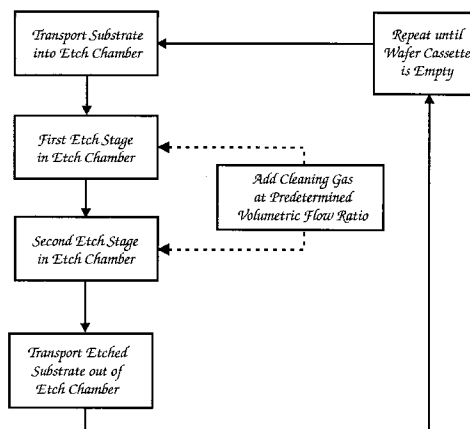 Transport Substrate
into Etch Chamber
Repeat until
Wafer Cassette
is Empty
First Etch Stage
in Etch Chamber
Add Cleaning Gas
at Predetermined
Volumetric Flow Ratio
Second Etch Stage
in Etch Chamber
Transport Etched
Substrate out of
Etch Chamber